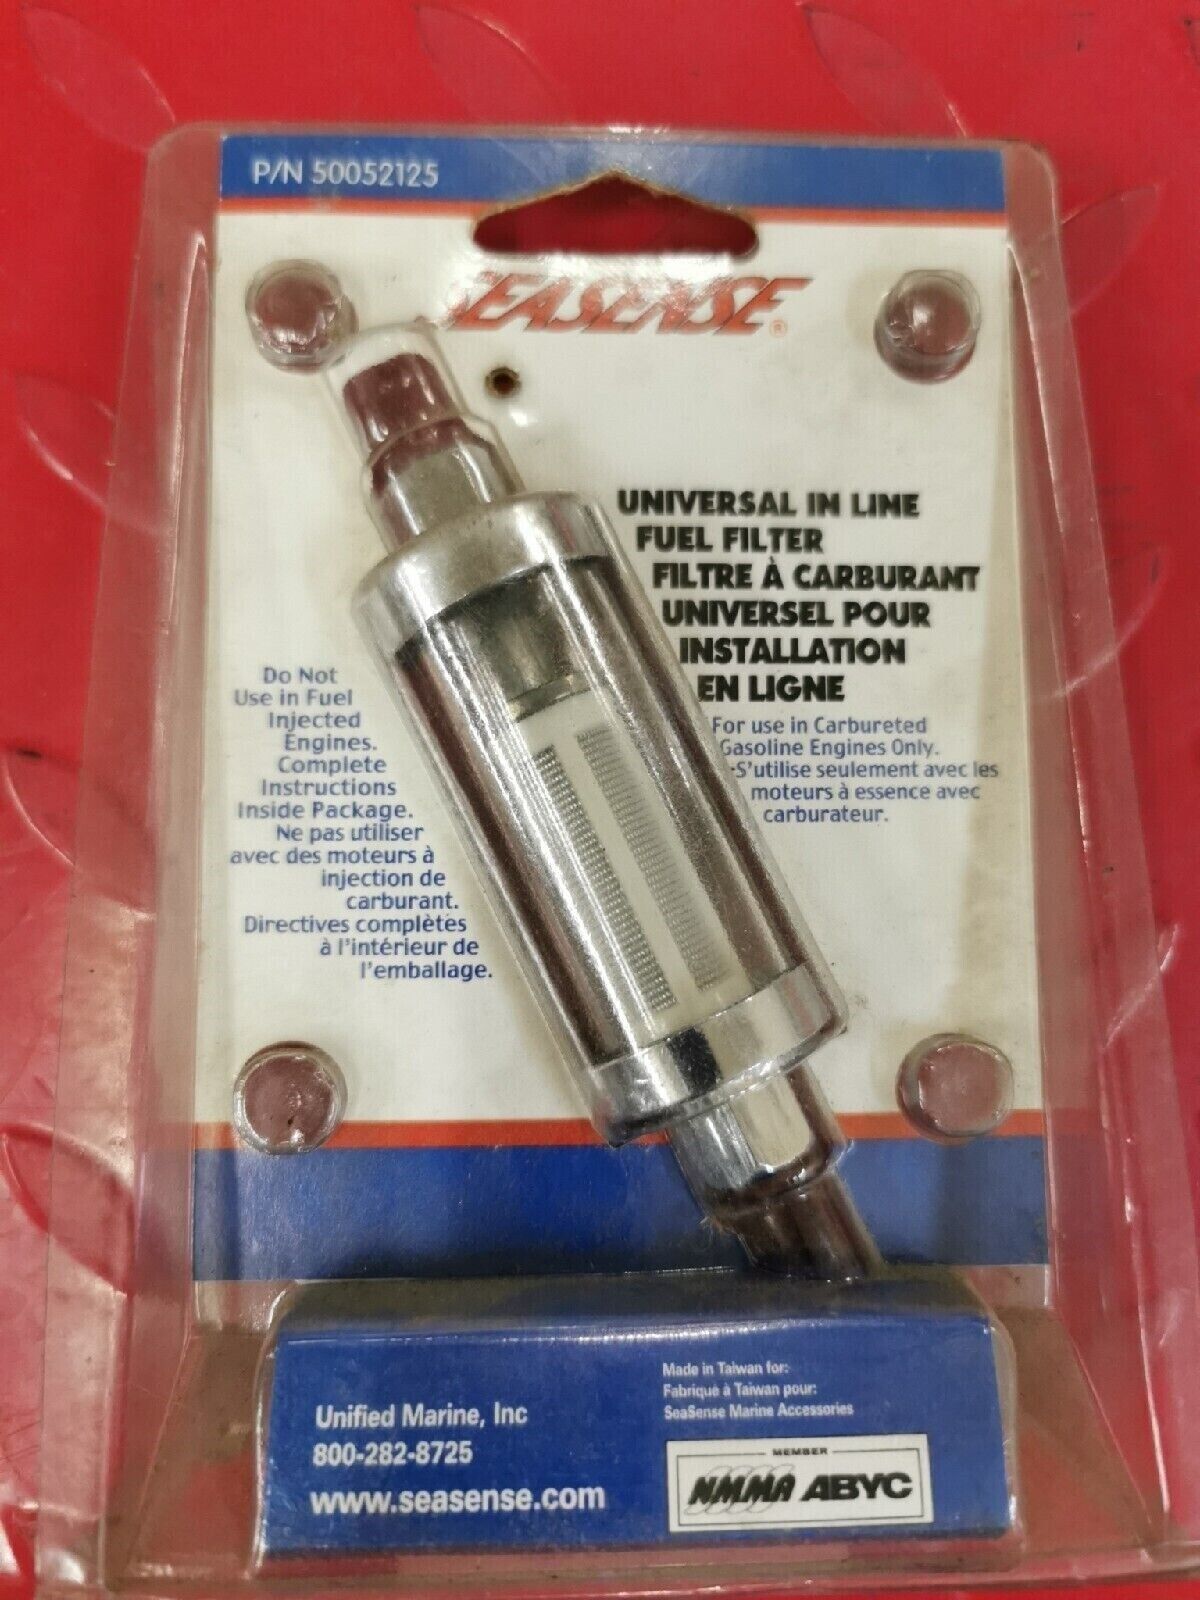 P/N 50052125
SEASENSE®
UNIVERSAL IN LINE
FUEL FILTER
FILTRE À CARBURANT
UNIVERSEL POUR
INSTALLATION
EN LIGNE
Do Not
Use in Fuel
Injected
Engines.
Complete
Instructions
Inside Package.
Ne pas utiliser
avec des moteurs à
injection de
carburant.
Directives complètes
à l'intérieur de
l'emballage.
For use in Carbureted
Gasoline Engines Only.
S'utilise seulement avec les
moteurs à essence avec
carburateur.
Unified Marine, Inc
800-282-8725
www.seasense.com
Made in Taiwan for:
Fabriqué à Taiwan pour:
SeaSense Marine Accessories
MEMBER
NMMA ABYC